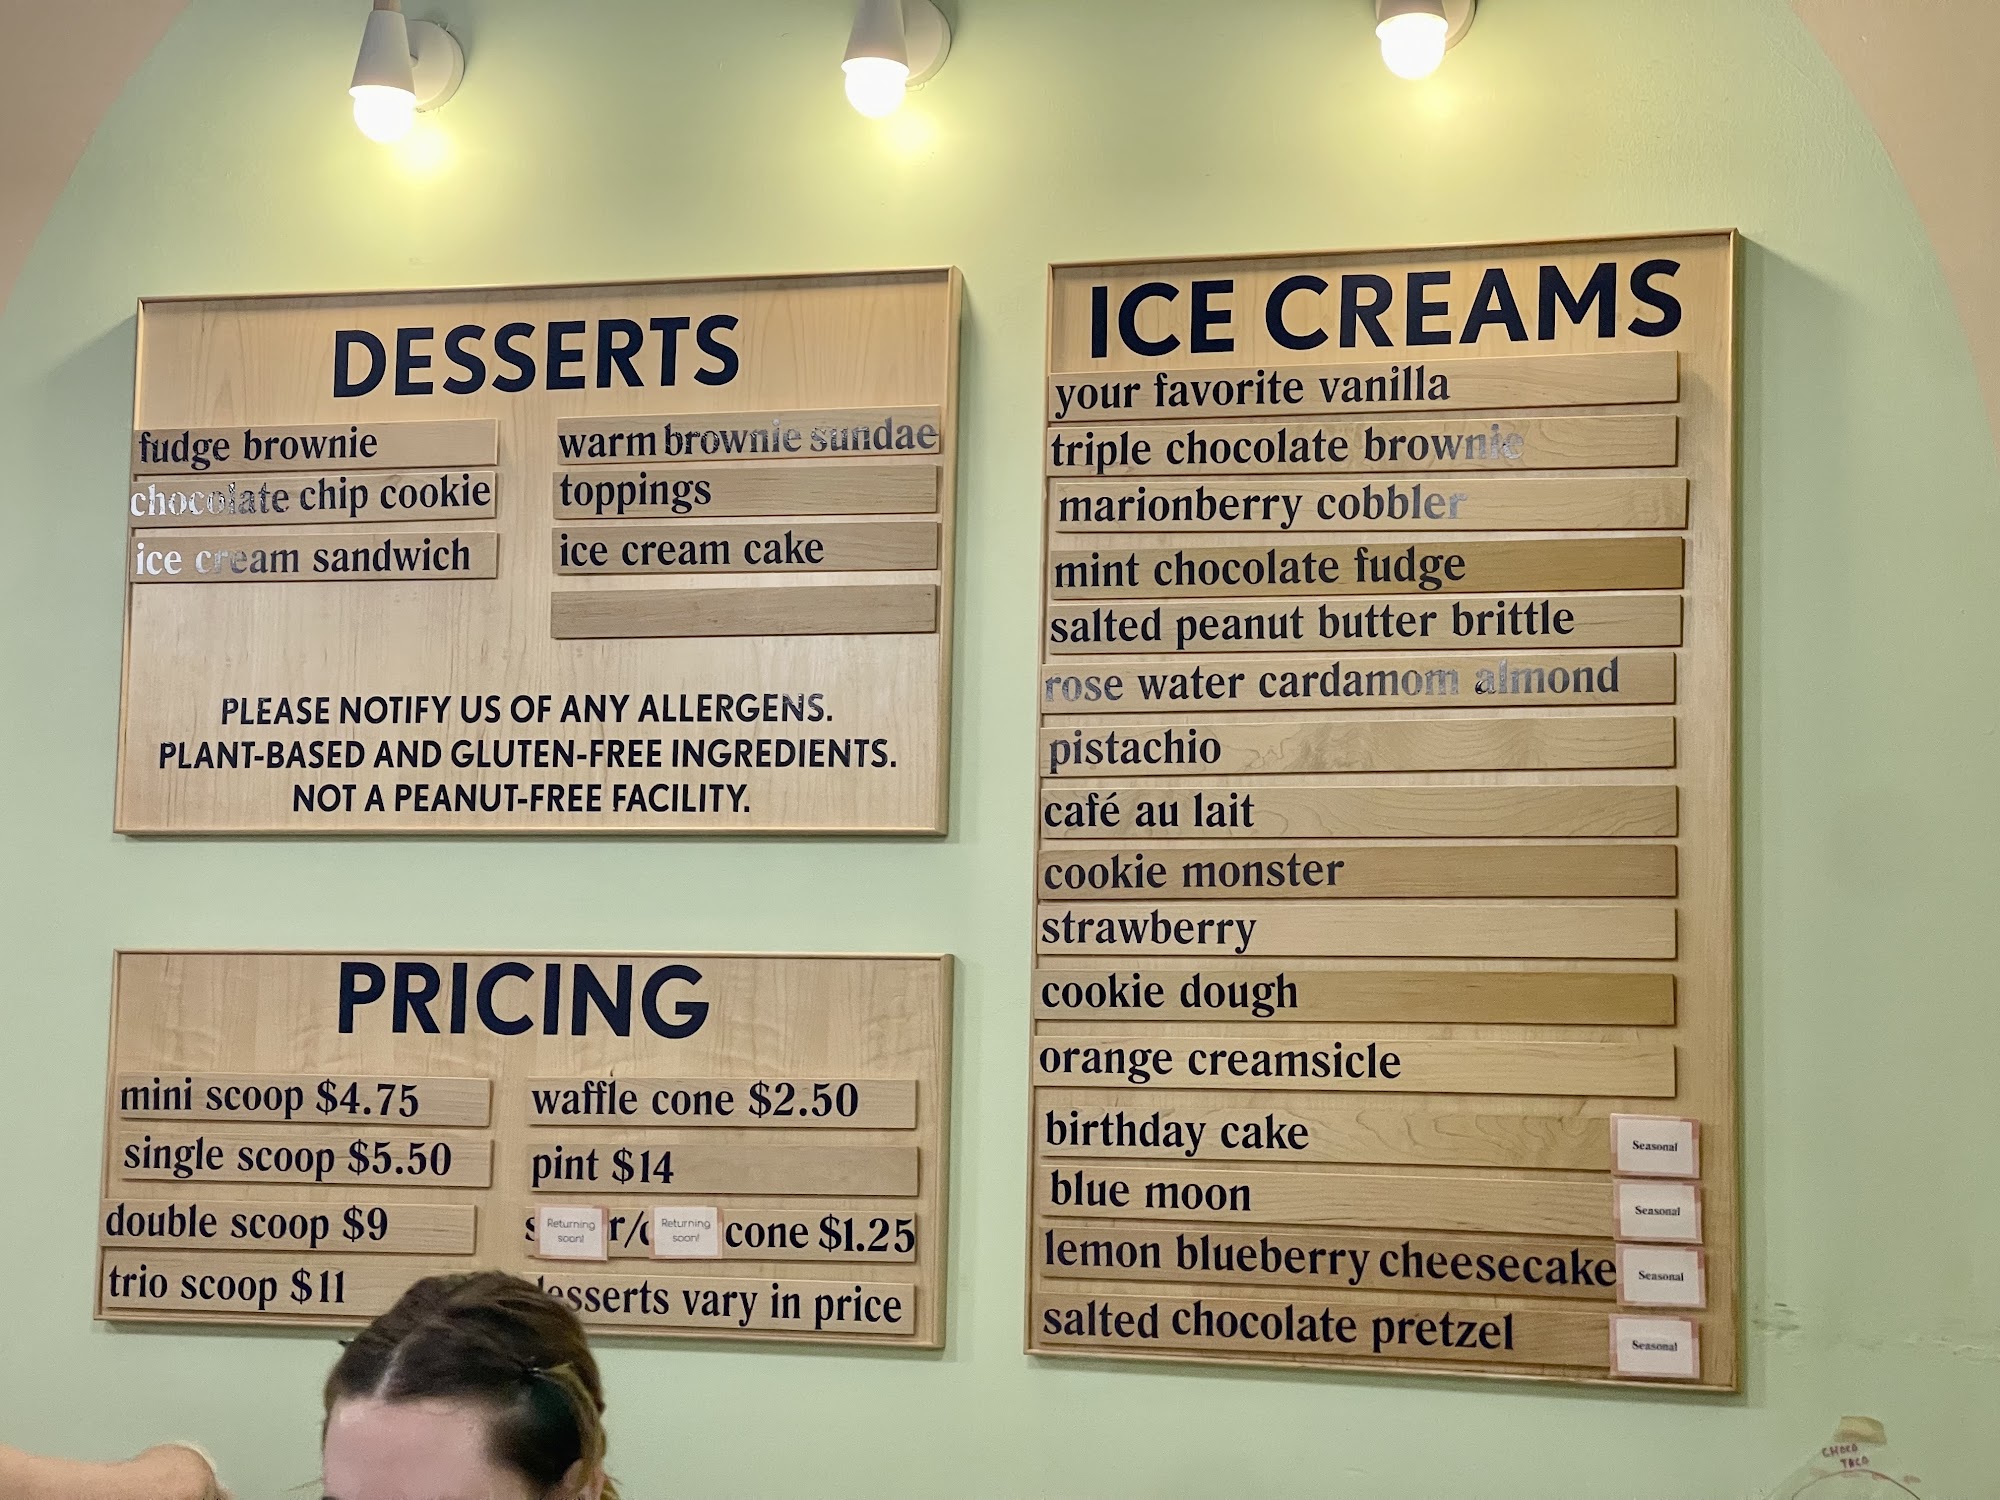 DESSERTS
fudge brownie
chocolate chip cookie
ice cream sandwich
warm brownie sundae
toppings
ice cream cake
PLEASE NOTIFY US OF ANY ALLERGENS.
PLANT-BASED AND GLUTEN-FREE INGREDIENTS.
NOT A PEANUT-FREE FACILITY.
PRICING
mini scoop $4.75
single scoop $5.50
double scoop $9
trio scoop $11
waffle cone $2.50
pint $14
Returning
soon!
Returning
soon!
cone $1.25
vary in price
ICE CREAMS
your favorite vanilla
triple chocolate brownie
marionberry cobbler
mint chocolate fudge
salted peanut butter brittle
rose water cardamom almond
pistachio
café au lait
cookie monster
strawberry
cookie dough
orange creamsicle
birthday cake Seasonal
blue moon Seasonal
lemon blueberry cheesecake Seasonal
salted chocolate pretzel Seasonal
CHOCO
TACO